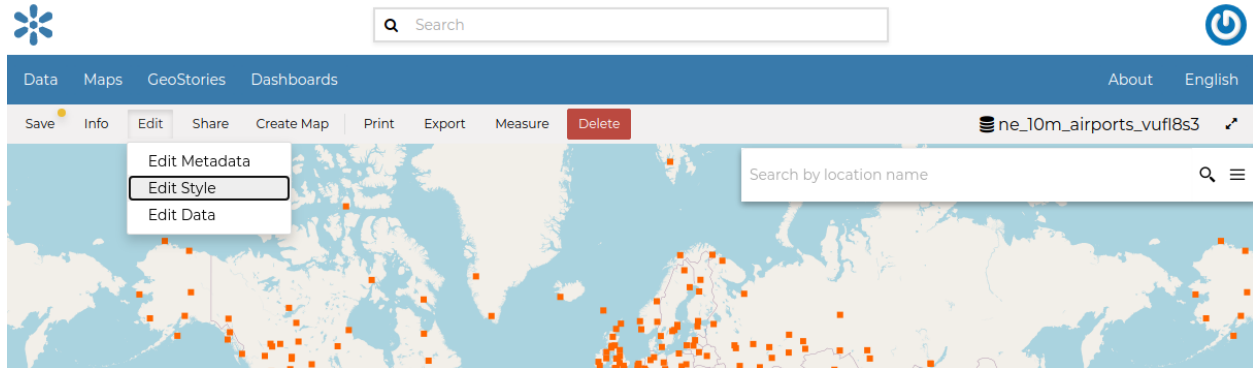 Search
Data Maps GeoStories Dashboards About English
Save Info Edit Share Create Map Print Export Measure Delete ne_10m_airports_vufl8s3
Edit Metadata
Edit Style
Edit Data
Search by location name